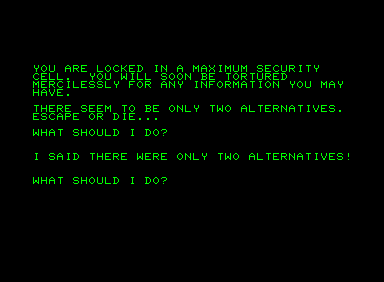 YOU ARE LOCKED IN A MAXIMUM SECURITY
CELL.  YOU WILL SOON BE TORTURED
MERCILESSLY FOR ANY INFORMATION YOU MAY
HAVE.
THERE SEEM TO BE ONLY TWO ALTERNATIVES.
ESCAPE OR DIE...
WHAT SHOULD I DO?
I SAID THERE WERE ONLY TWO ALTERNATIVES!
WHAT SHOULD I DO?